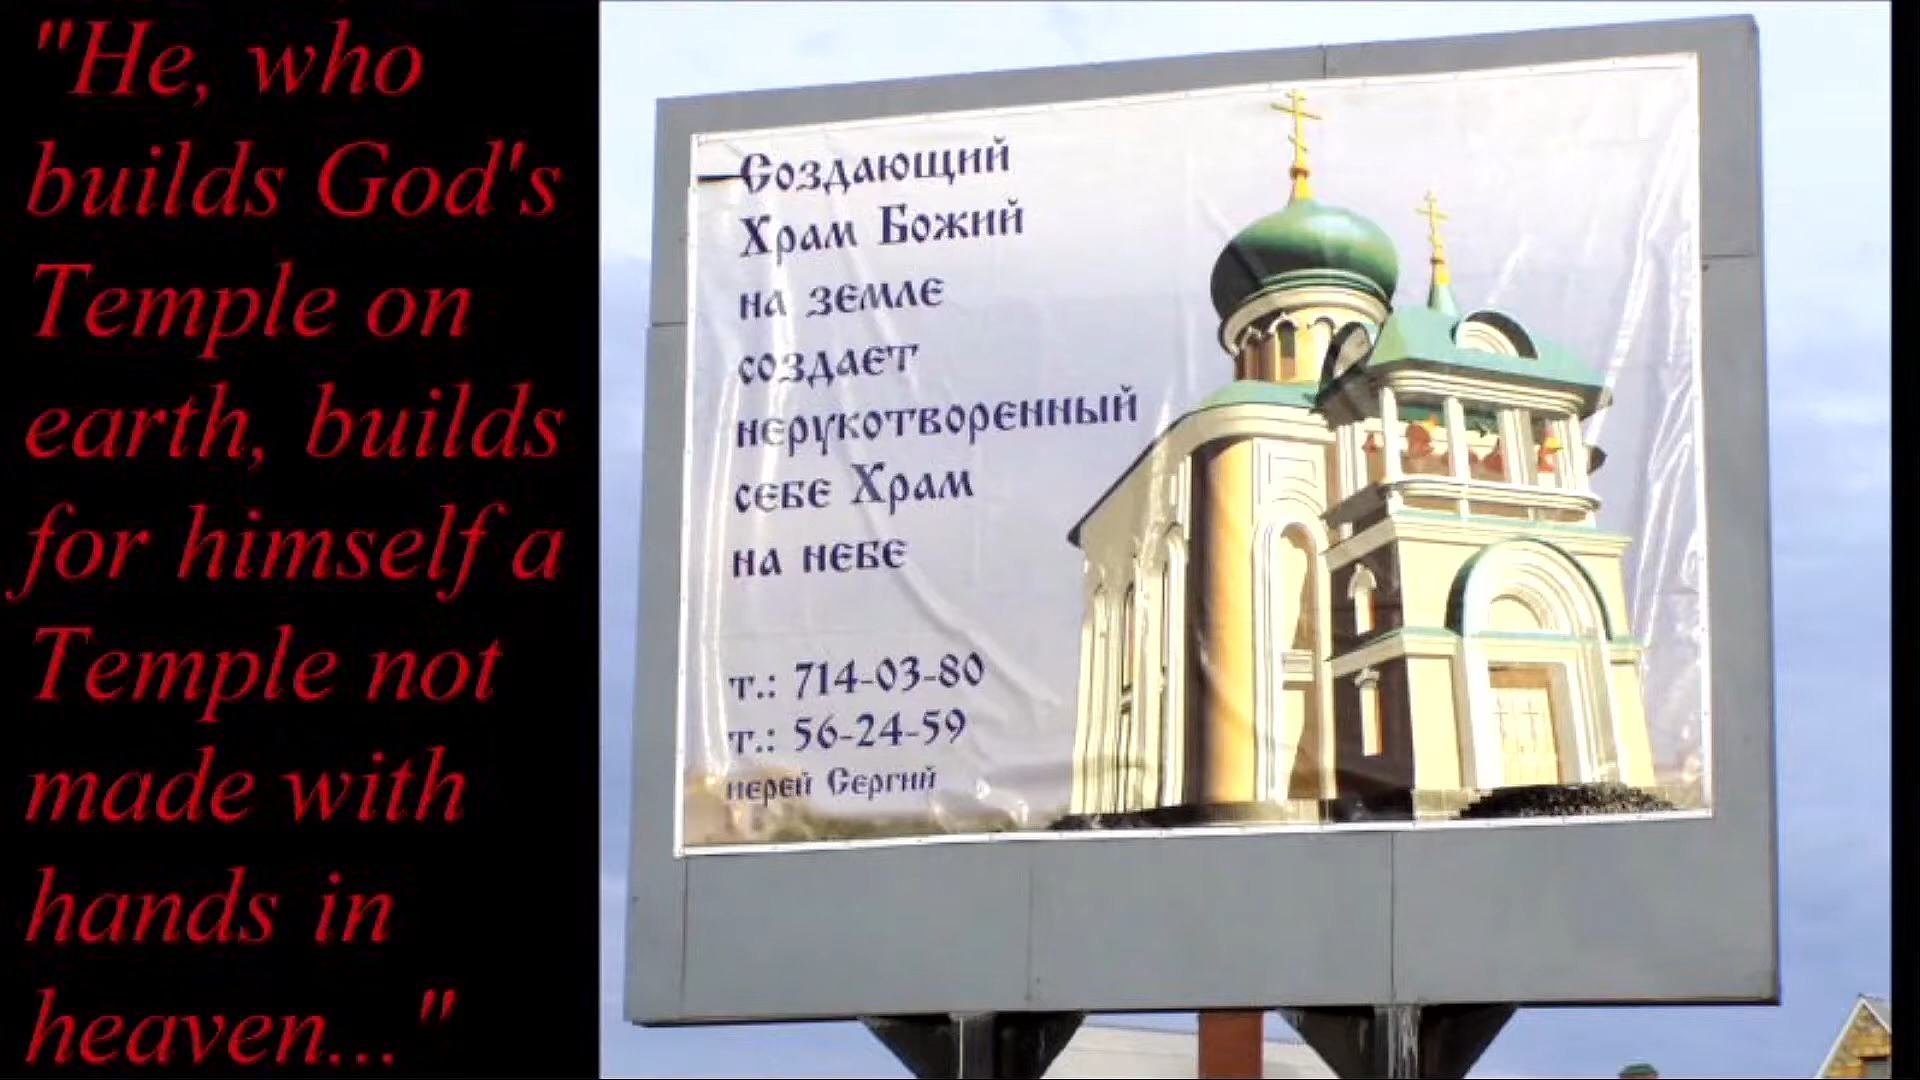 "He, who
builds God's
Temple on
earth, builds
for himself a
Temple not
made with
hands in
heaven..."
Создающий
Храм Божий
на земле
создает
нерукотворенный
себе Храм
на небе
т.: 714-03-80
т.: 56-24-59
иерей Сергий